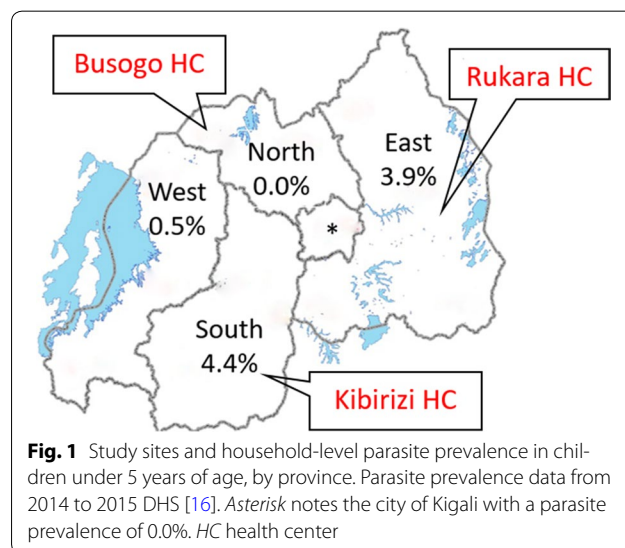 Busogo HC
Rukara HC
North
0.0%
East
3.9%
West
0.5%
*
South
4.4%
Kibirizi HC
Fig. 1 Study sites and household-level parasite prevalence in chil-
dren under 5 years of age, by province. Parasite prevalence data from
2014 to 2015 DHS [16]. Asterisk notes the city of Kigali with a parasite
prevalence of 0.0%. HC health center